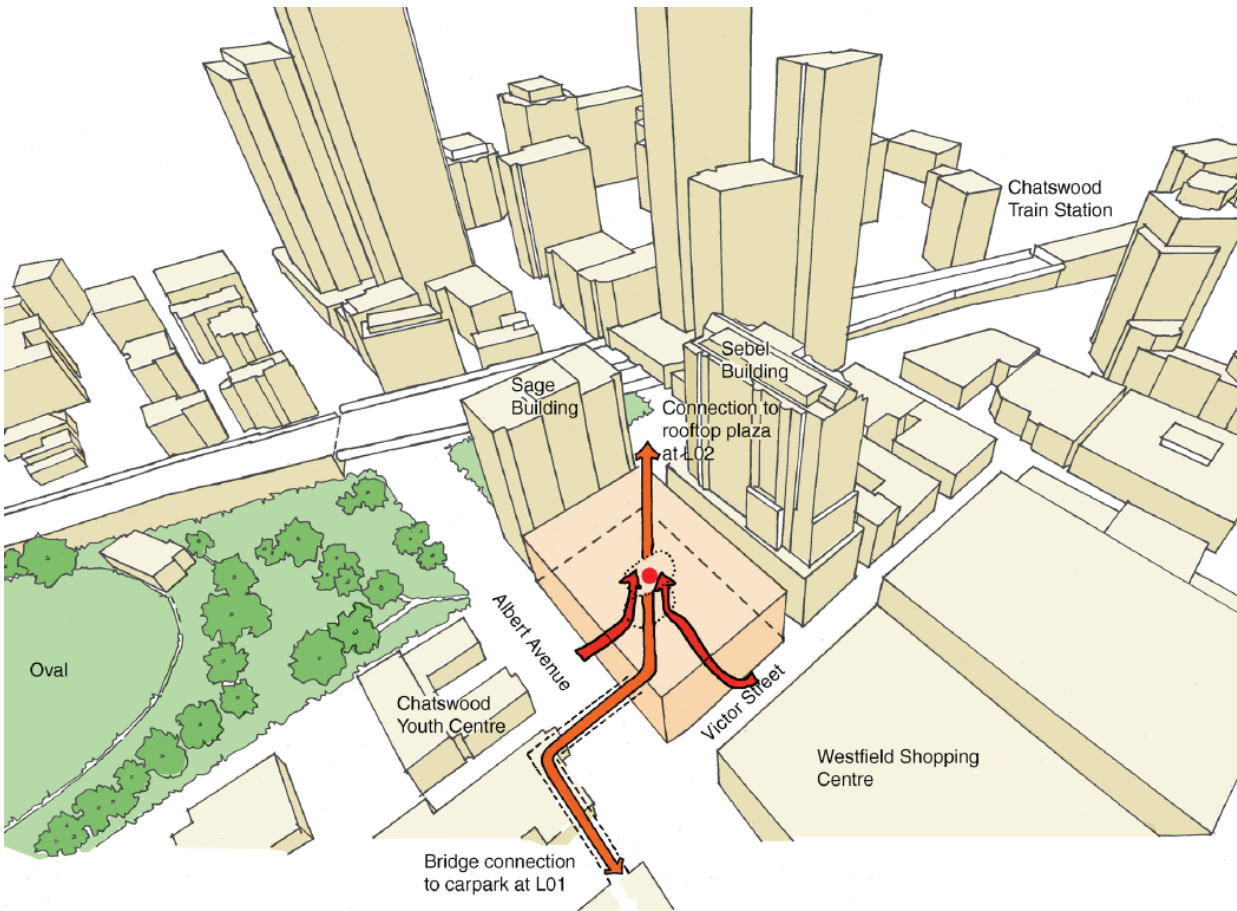 Chatswood
Train Station
Sebel
Building
Sage
Building
Connection to
rooftop plaza
at L02
Albert Avenue
Oval
Chatswood
Youth Centre
Victor Street
Westfield Shopping
Centre
Bridge connection
to carpark at L01